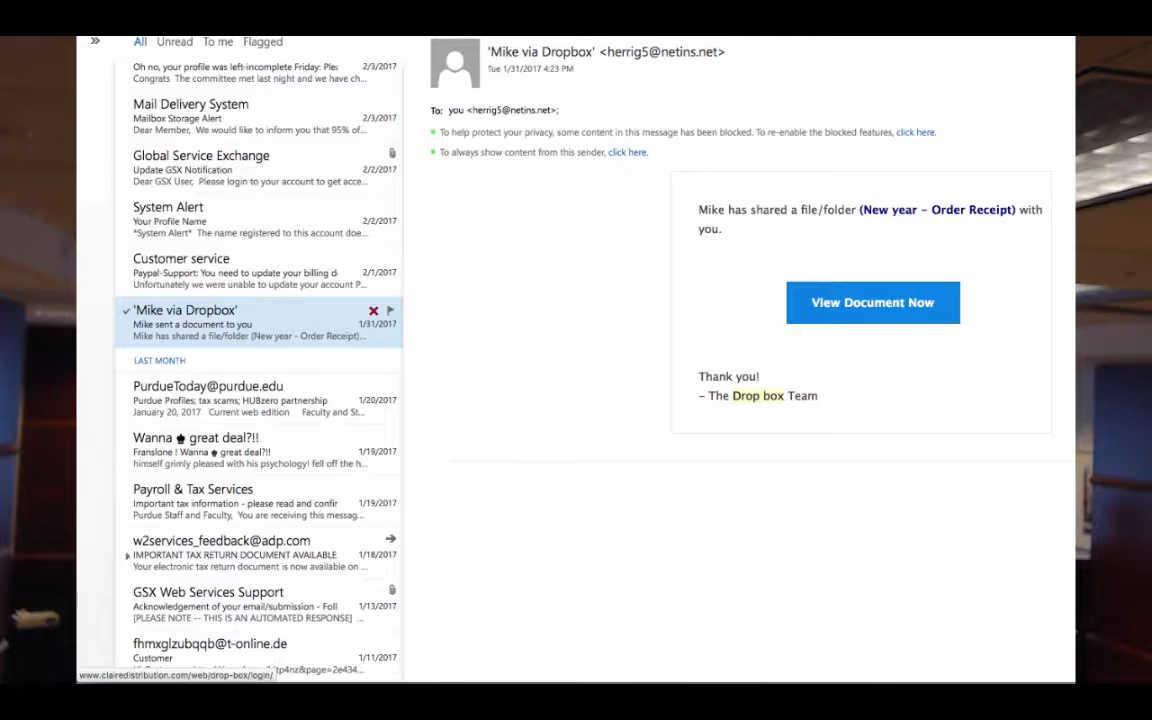 » All Unread To me Flagged
Oh no, your profile was left-incomplete Friday: Ple 2/3/2017
Congrats The committee met last night and we have ch...
Mail Delivery System
Mailbox Storage Alert 2/3/2017
Dear Member, We would like to inform you that 95% of...
Global Service Exchange
Update GSX Notification 2/2/2017
Dear GSX User, Please login to your account to get acce...
System Alert
Your Profile Name 2/2/2017
*System Alert* The name registered to this account doe...
Customer service
Paypal-Support: You need to update your billing d 2/1/2017
Unfortunately we were unable to update your account P...
'Mike via Dropbox'
Mike sent a document to you 1/31/2017
Mike has shared a file/folder (New year - Order Receipt)...
LAST MONTH
PurdueToday@purdue.edu
Purdue Profiles; tax scams; HUBzero partnership 1/20/2017
January 20, 2017 Current web edition Faculty and St...
Wanna ♚ great deal?!!
Franslone ! Wanna ♚ great deal?!! 1/19/2017
himself grimly pleased with his psychology! fell off the h...
Payroll & Tax Services
Important tax information - please read and confir 1/19/2017
Purdue Staff and Faculty, You are receiving this messag...
w2services_feedback@adp.com
IMPORTANT TAX RETURN DOCUMENT AVAILABLE 1/18/2017
Your electronic tax return document is now available on ...
GSX Web Services Support
Acknowledgement of your email/submission - Foll 1/13/2017
[PLEASE NOTE -- THIS IS AN AUTOMATED RESPONSE] ...
fhmxglzubqqb@t-online.de
Customer 1/11/2017
tp4nz&page=2e434...
www.clairedistribution.com/web/drop-box/login/
'Mike via Dropbox' <herrig5@netins.net>
Tue 1/31/2017 4:23 PM
To: you <herrig5@netins.net>;
To help protect your privacy, some content in this message has been blocked. To re-enable the blocked features, click here.
To always show content from this sender, click here.
Mike has shared a file/folder (New year - Order Receipt) with
you.
View Document Now
Thank you!
- The Drop box Team